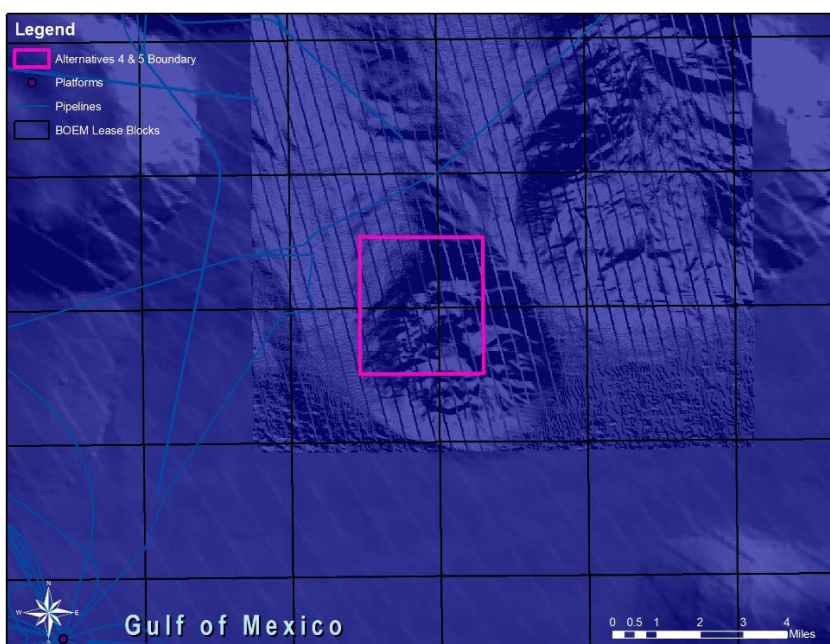 Legend
Alternatives 4 & 5 Boundary
Platforms
Pipelines
BOEM Lease Blocks
N
W
E
S
Gulf of Mexico
0 0.5 1 2 3 4
Miles